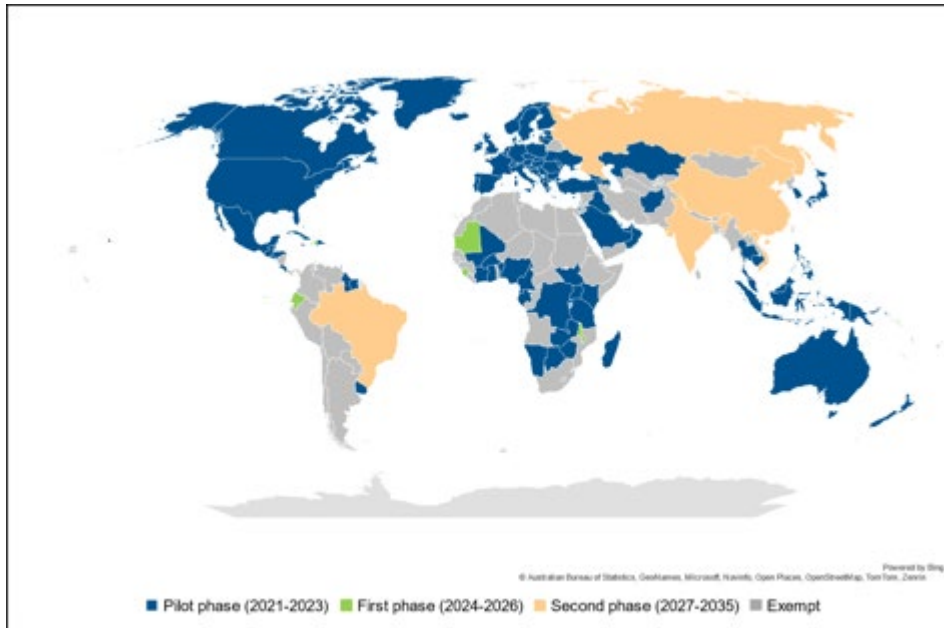 Powered by Bing
© Australian Bureau of Statistics, GeoNames, Microsoft, Navinfo, Open Places, OpenStreetMap, TomTom, Zenrin
Pilot phase (2021-2023) First phase (2024-2026) Second phase (2027-2035) Exempt